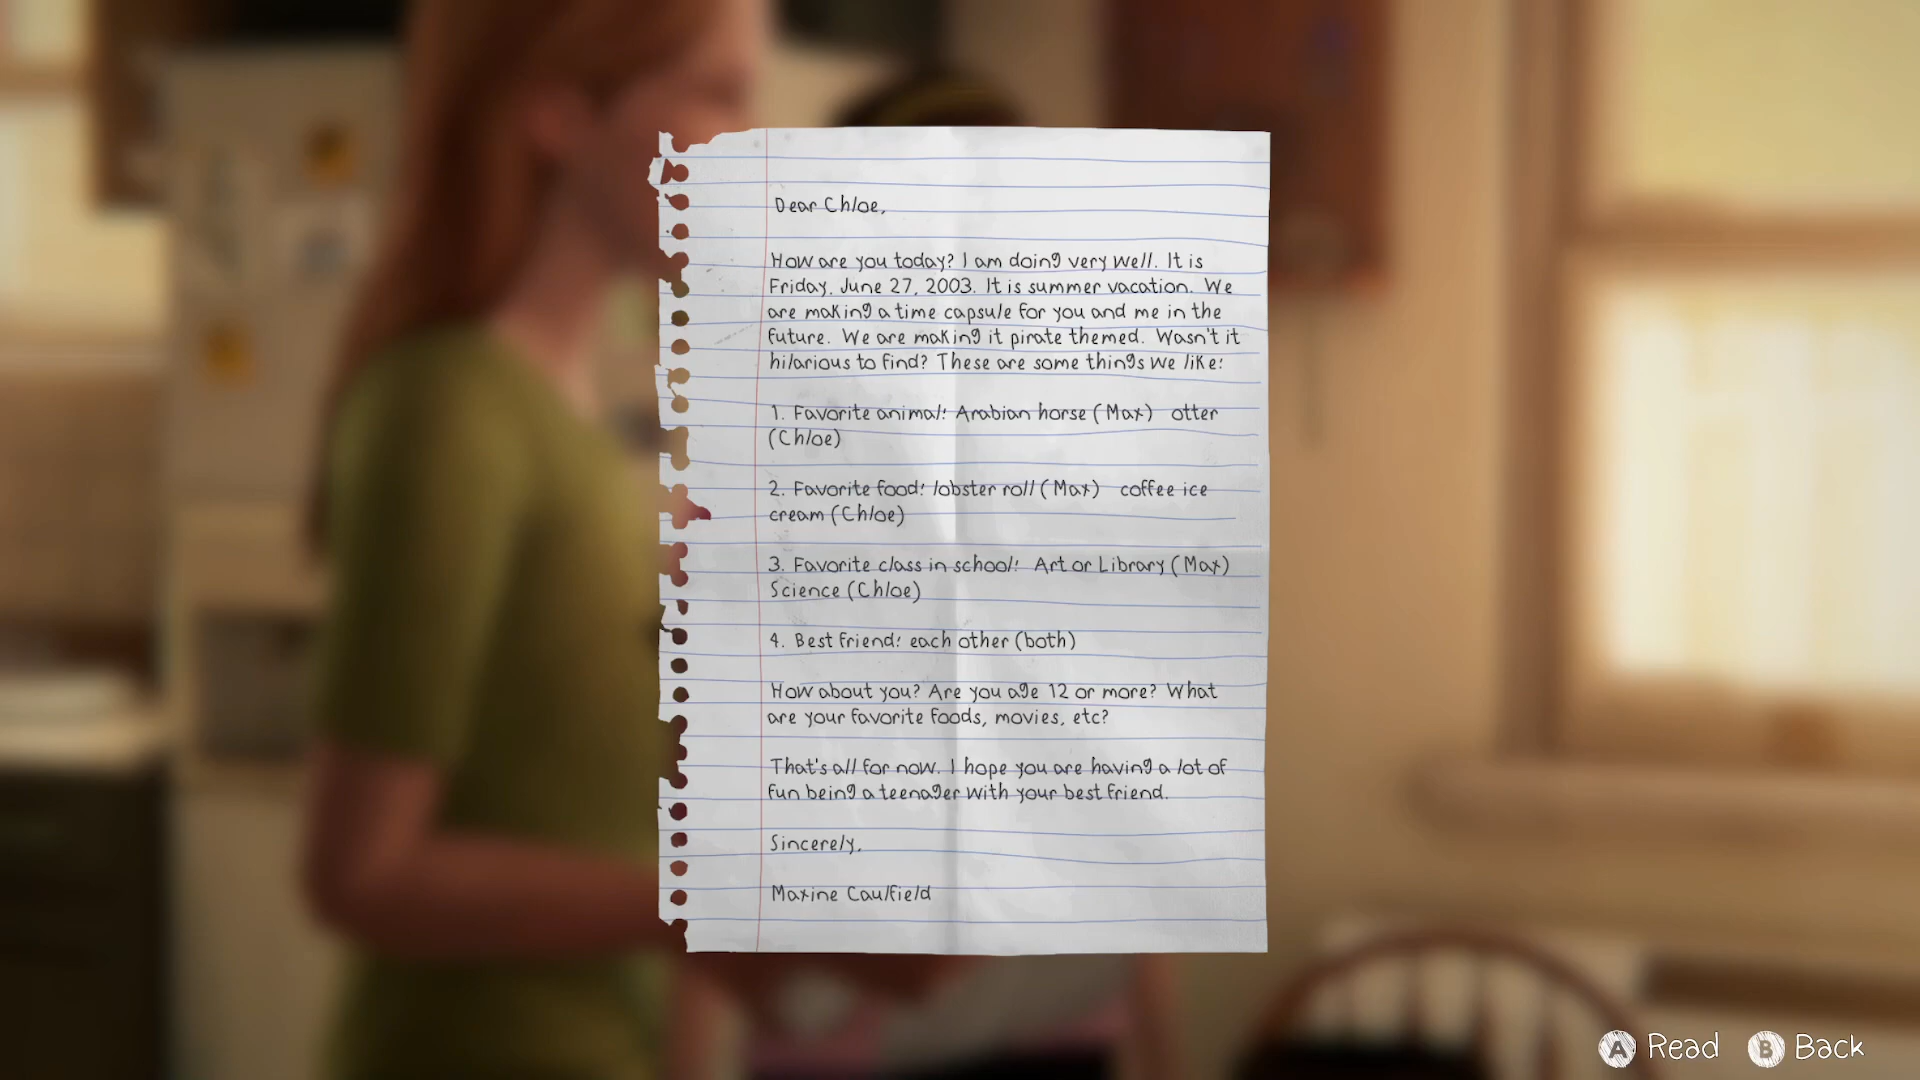 Dear Chloe,
How are you today? I am doing very well. It is
Friday, June 27, 2003. It is summer vacation. We
are making a time capsule for you and me in the
future. We are making it pirate themed. Wasn't it
hilarious to find? These are some things we like:
1. Favorite animal: Arabian horse (Max) otter
(Chloe)
2. Favorite food: lobster roll (Max) coffee ice
cream (Chloe)
3. Favorite class in school: Art or Library (Max)
Science (Chloe)
4. Best friend: each other (both)
How about you? Are you age 12 or more? What
are your favorite foods, movies, etc?
That's all for now. I hope you are having a lot of
fun being a teenager with your best friend.
Sincerely,
Maxine Caulfield
A Read B Back